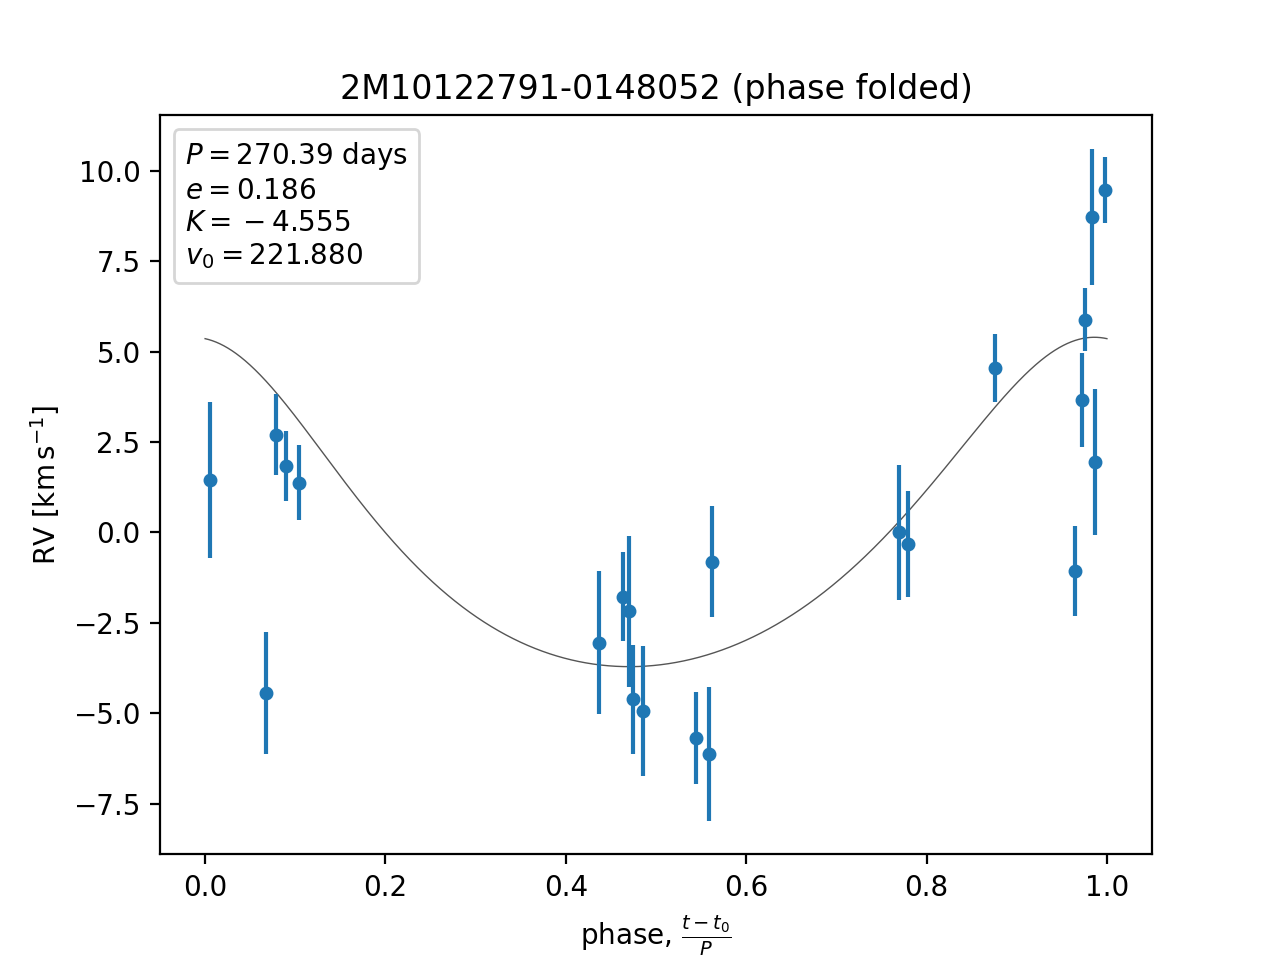 2M10122791-0148052 (phase folded)
P = 270.39 days
e = 0.186
K = −4.555
v₀ = 221.880
10.0
7.5
5.0
2.5
0.0
−2.5
−5.0
−7.5
RV [km s⁻¹]
0.0 0.2 0.4 0.6 0.8 1.0
phase, (t − t₀)/P